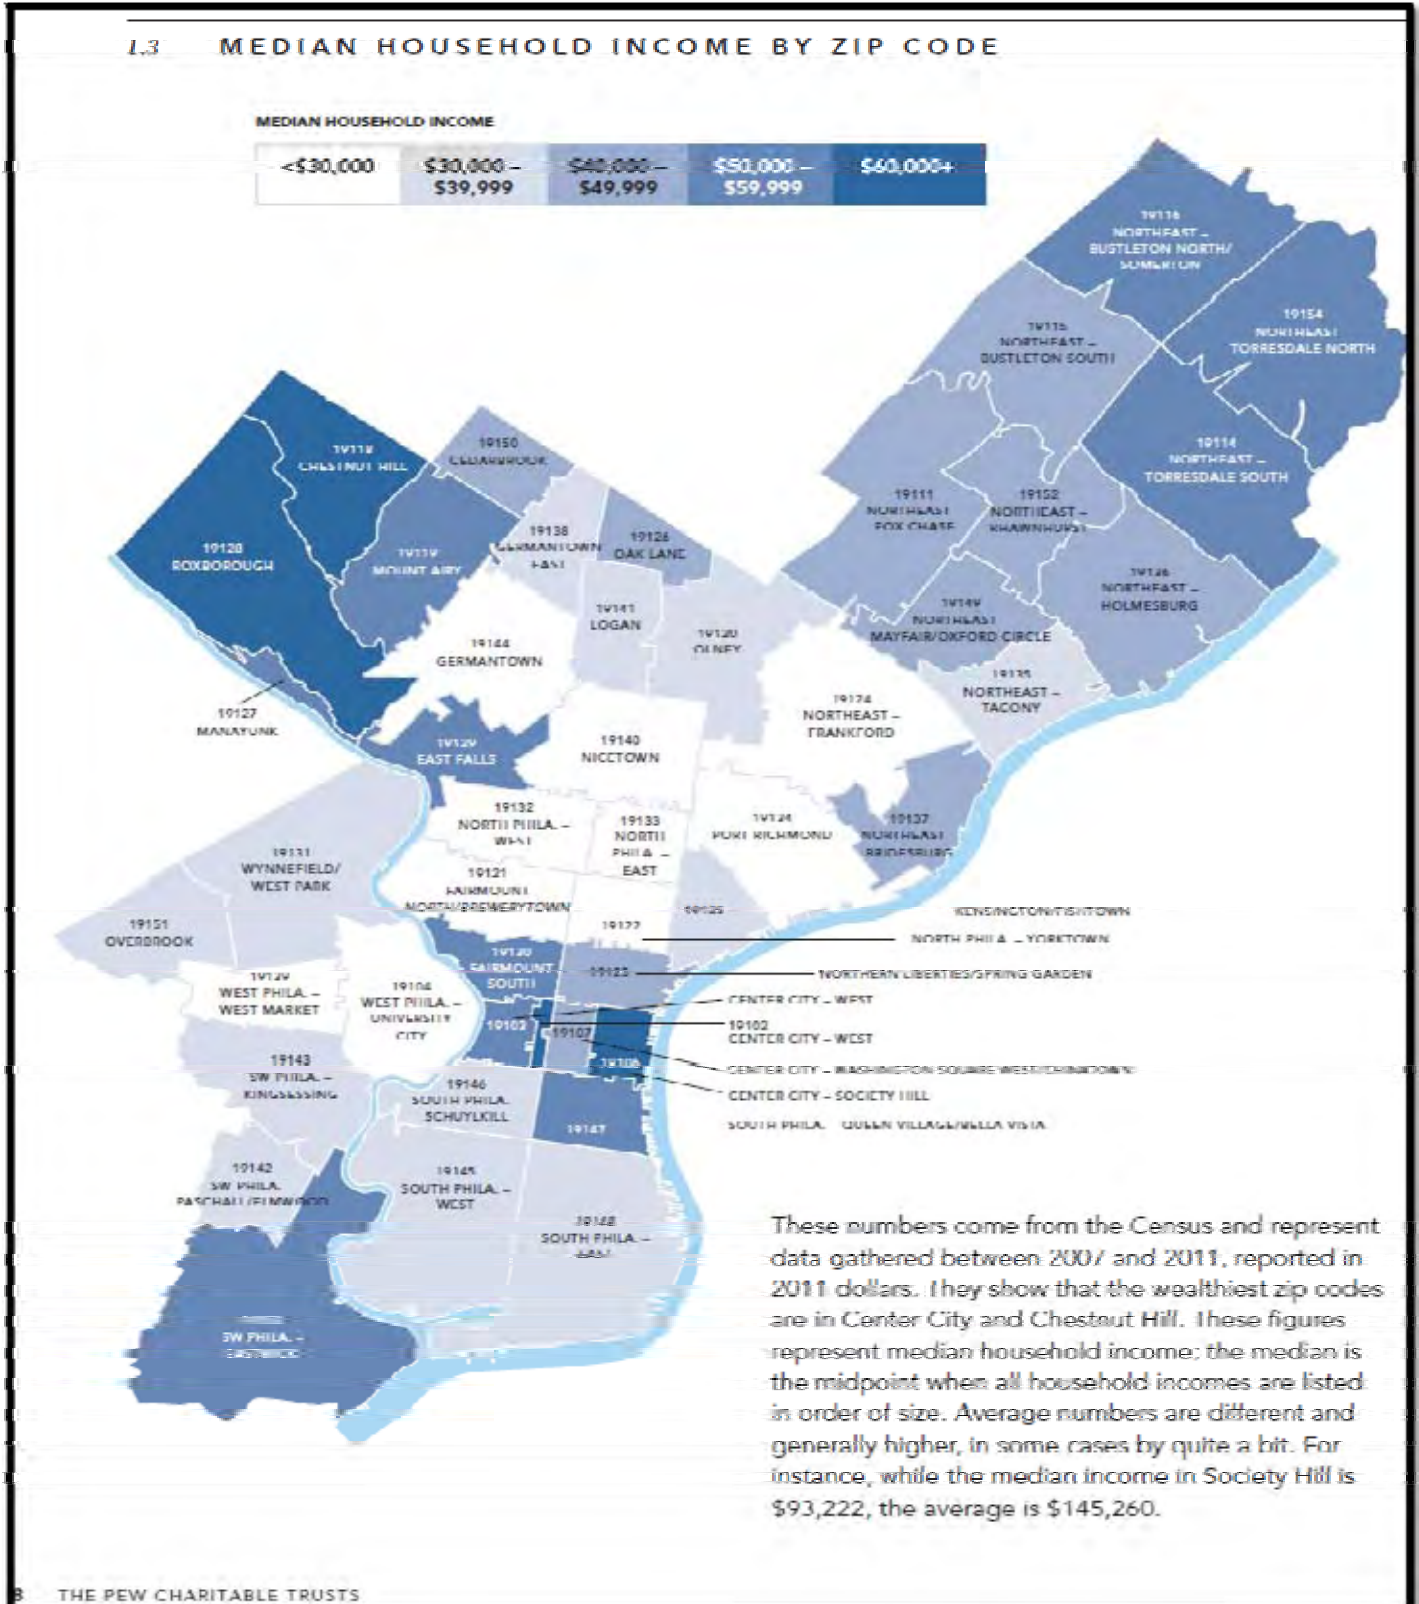 1.3 MEDIAN HOUSEHOLD INCOME BY ZIP CODE
MEDIAN HOUSEHOLD INCOME
<$30,000
$30,000 –
$39,999
$40,000 –
$49,999
$50,000 –
$59,999
$60,000+
19116
NORTHEAST –
BUSTLETON NORTH/
SOMERTON
19154
NORTHEAST
TORRESDALE NORTH
19115
NORTHEAST –
BUSTLETON SOUTH
19114
NORTHEAST –
TORRESDALE SOUTH
19118
CHESTNUT HILL
19150
CEDARBROOK
19111
NORTHEAST
FOX CHASE
19152
NORTHEAST –
RHAWNHURST
19128
ROXBOROUGH
19119
MOUNT AIRY
19138
GERMANTOWN
EAST
19126
OAK LANE
19136
NORTHEAST –
HOLMESBURG
19141
LOGAN
19149
NORTHEAST
MAYFAIR/OXFORD CIRCLE
19144
GERMANTOWN
19120
OLNEY
19135
NORTHEAST –
TACONY
19127
MANAYUNK
19124
NORTHEAST –
FRANKFORD
19129
EAST FALLS
19140
NICETOWN
19132
NORTH PHILA. –
WEST
19133
NORTH
PHILA. –
EAST
19134
PORT RICHMOND
19137
NORTHEAST
BRIDESBURG
19131
WYNNEFIELD/
WEST PARK
19121
FAIRMOUNT
NORTH/BREWERYTOWN
19151
OVERBROOK
19125
KENSINGTON/FISHTOWN
19122
NORTH PHILA. – YORKTOWN
19130
FAIRMOUNT
SOUTH
19123
NORTHERN LIBERTIES/SPRING GARDEN
19139
WEST PHILA. –
WEST MARKET
19104
WEST PHILA. –
UNIVERSITY
CITY
19103
CENTER CITY – WEST
19102
CENTER CITY – WEST
19107
CENTER CITY – WASHINGTON SQUARE WEST/CHINATOWN
19106
CENTER CITY – SOCIETY HILL
19143
SW PHILA. –
KINGSESSING
19146
SOUTH PHILA.
SCHUYLKILL
19147
SOUTH PHILA. QUEEN VILLAGE/BELLA VISTA
19142
SW PHILA.
PASCHALL/ELMWOOD
19145
SOUTH PHILA. –
WEST
19148
SOUTH PHILA. –
EAST
SW PHILA. –
EASTWICK
These numbers come from the Census and represent
data gathered between 2007 and 2011, reported in
2011 dollars. They show that the wealthiest zip codes
are in Center City and Chestnut Hill. These figures
represent median household income; the median is
the midpoint when all household incomes are listed
in order of size. Average numbers are different and
generally higher, in some cases by quite a bit. For
instance, while the median income in Society Hill is
$93,222, the average is $145,260.
8 THE PEW CHARITABLE TRUSTS